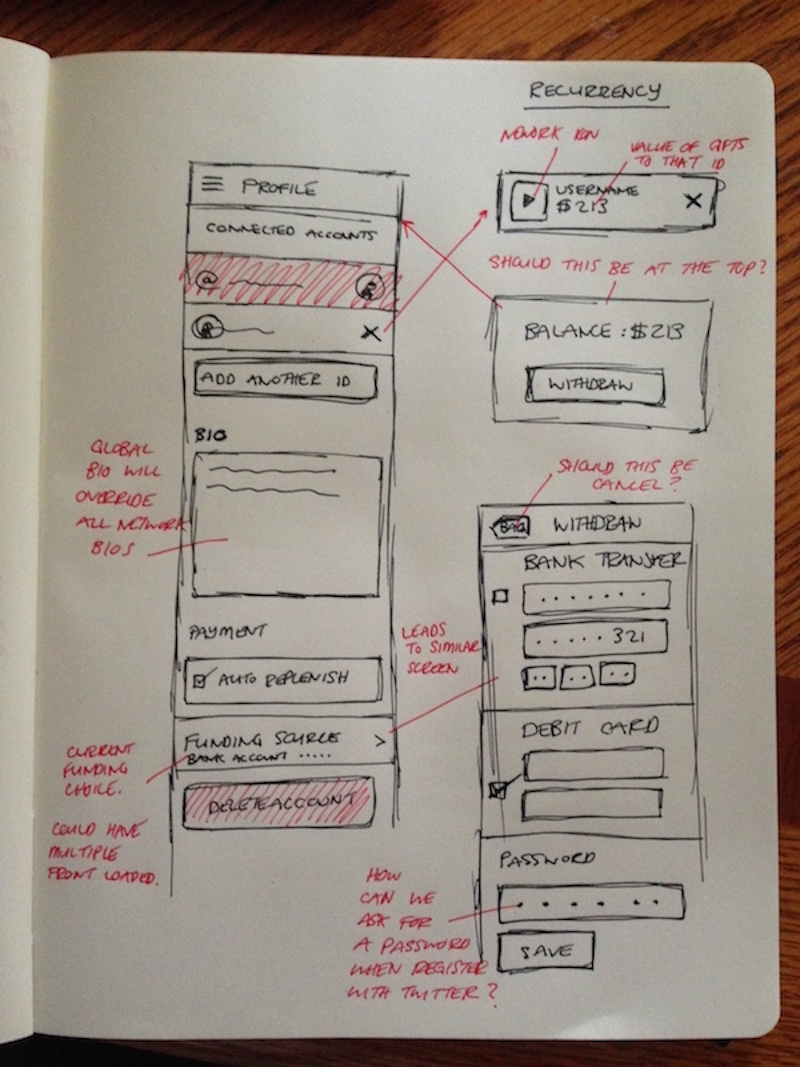 RECURRENCY
NEWORK ICN
VALUE OF GIFTS
TO THAT ID
USERNAME
$213
X
SHOULD THIS BE AT THE TOP?
BALANCE : $213
WITHDRAW
PROFILE
CONNECTED ACCOUNTS
@
X
ADD ANOTHER ID
BIO
GLOBAL
BIO WILL
OVERRIDE
ALL NETWORK
BIOS
PAYMENT
AUTO REPLENISH
FUNDING SOURCE >
BANK ACCOUNT .....
CURRENT
FUNDING
CHOICE.
COULD HAVE
MULTIPLE
FRONT LOADED.
DELETE ACCOUNT
LEADS
TO SIMILAR
SCREEN
SHOULD THIS BE
CANCEL?
BACK
WITHDRAW
BANK TRANSFER
. . . . . . .
. . . . . 321
.. .. ..
DEBIT CARD
PASSWORD
. . . . . .
SAVE
HOW
CAN WE
ASK FOR
A PASSWORD
WHEN REGISTER
WITH TWITTER?